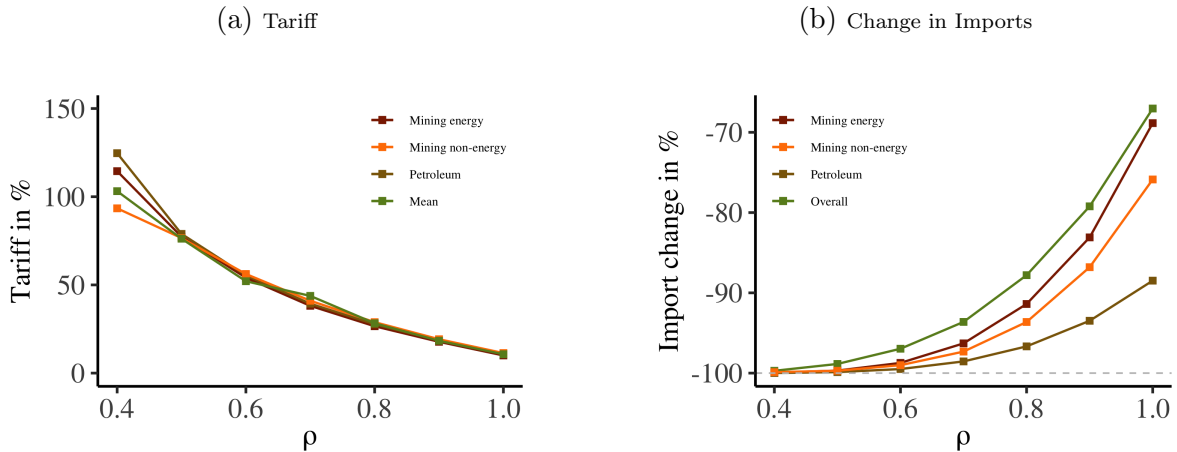 (a) Tariff
Tariff in %
150
100
50
0
Mining energy
Mining non-energy
Petroleum
Mean
0.4 0.6 0.8 1.0
ρ
(b) Change in Imports
Import change in %
-70
-80
-90
-100
Mining energy
Mining non-energy
Petroleum
Overall
0.4 0.6 0.8 1.0
ρ